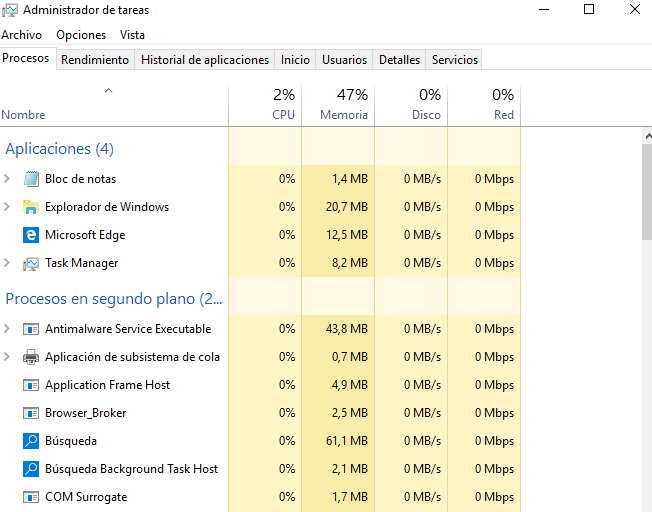 Administrador de tareas
Archivo Opciones Vista
Procesos Rendimiento Historial de aplicaciones Inicio Usuarios Detalles Servicios
2% 47% 0% 0%
Nombre CPU Memoria Disco Red
Aplicaciones (4)
Bloc de notas 0% 1,4 MB 0 MB/s 0 Mbps
Explorador de Windows 0% 20,7 MB 0 MB/s 0 Mbps
Microsoft Edge 0% 12,5 MB 0 MB/s 0 Mbps
Task Manager 0% 8,2 MB 0 MB/s 0 Mbps
Procesos en segundo plano (2...
Antimalware Service Executable 0% 43,8 MB 0 MB/s 0 Mbps
Aplicación de subsistema de cola 0% 0,7 MB 0 MB/s 0 Mbps
Application Frame Host 0% 4,9 MB 0 MB/s 0 Mbps
Browser_Broker 0% 2,5 MB 0 MB/s 0 Mbps
Búsqueda 0% 61,1 MB 0 MB/s 0 Mbps
Búsqueda Background Task Host 0% 2,1 MB 0 MB/s 0 Mbps
COM Surrogate 0% 1,7 MB 0 MB/s 0 Mbps